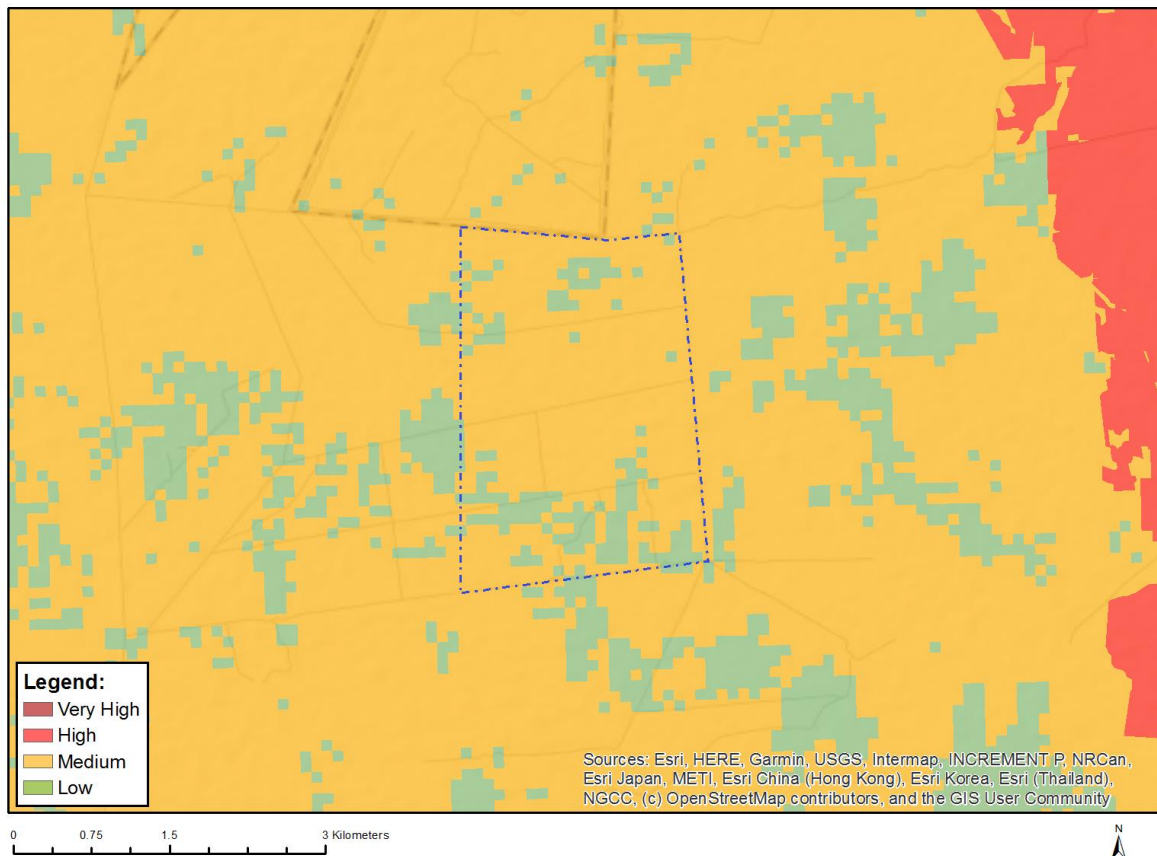 Legend:
Very High
High
Medium
Low
Sources: Esri, HERE, Garmin, USGS, Intermap, INCREMENT P, NRCan,
Esri Japan, METI, Esri China (Hong Kong), Esri Korea, Esri (Thailand),
NGCC, (c) OpenStreetMap contributors, and the GIS User Community
0 0.75 1.5 3 Kilometers
N